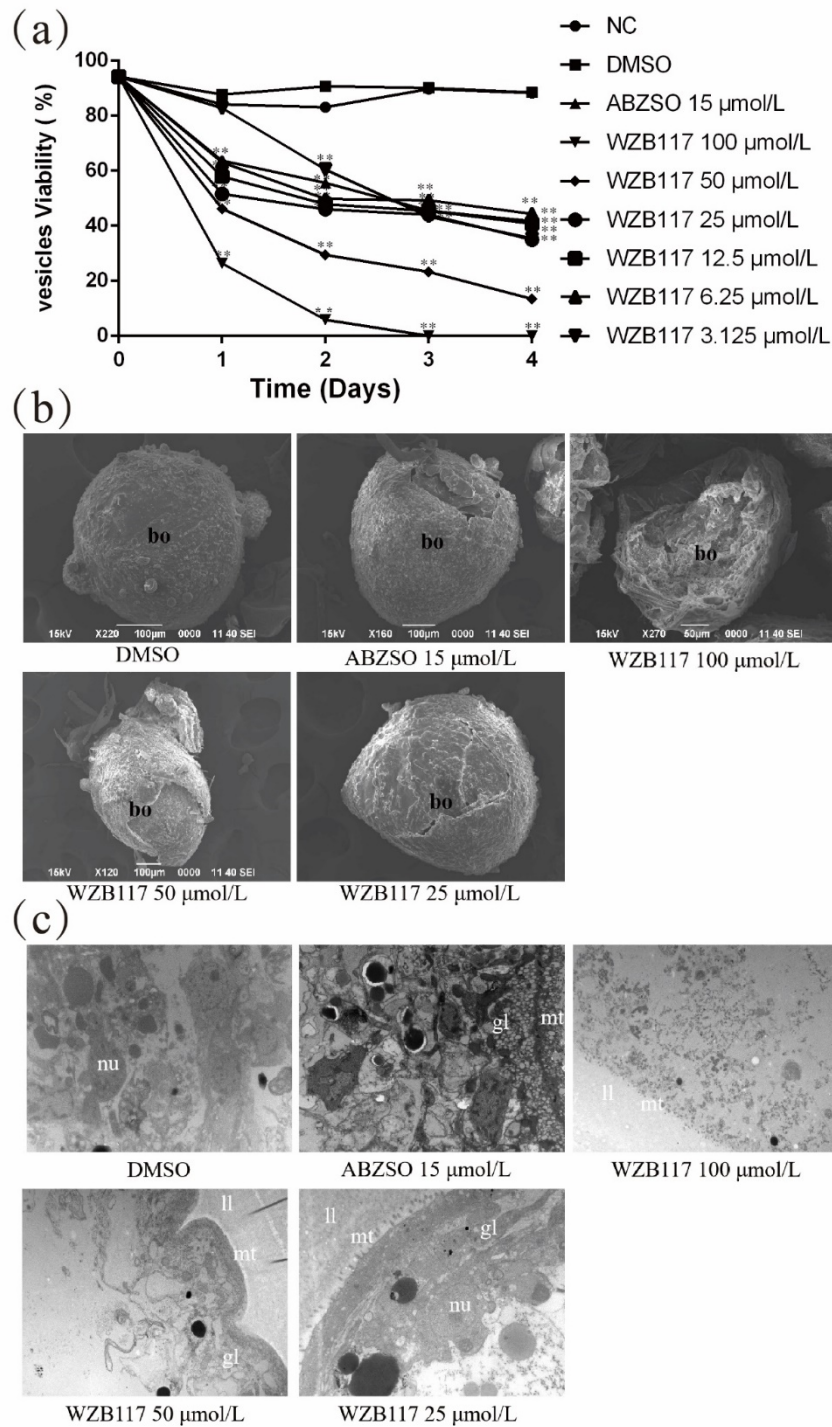 (a)
NC
DMSO
ABZSO 15 μmol/L
WZB117 100 μmol/L
WZB117 50 μmol/L
WZB117 25 μmol/L
WZB117 12.5 μmol/L
WZB117 6.25 μmol/L
WZB117 3.125 μmol/L
vesicles Viability ( %)
100
80
60
40
20
0
0 1 2 3 4
Time (Days)
(b)
bo
15kV X220 100μm 0000 11 40 SEI
DMSO
bo
15kV X160 100μm 0000 11 40 SEI
ABZSO 15 μmol/L
bo
15kV X270 50μm 0000 11 40 SEI
WZB117 100 μmol/L
bo
15kV X120 100μm 0000 11 40 SEI
WZB117 50 μmol/L
bo
WZB117 25 μmol/L
(c)
nu
DMSO
gl mt
ABZSO 15 μmol/L
ll mt
WZB117 100 μmol/L
ll
mt
gl
WZB117 50 μmol/L
ll
mt
gl
nu
WZB117 25 μmol/L